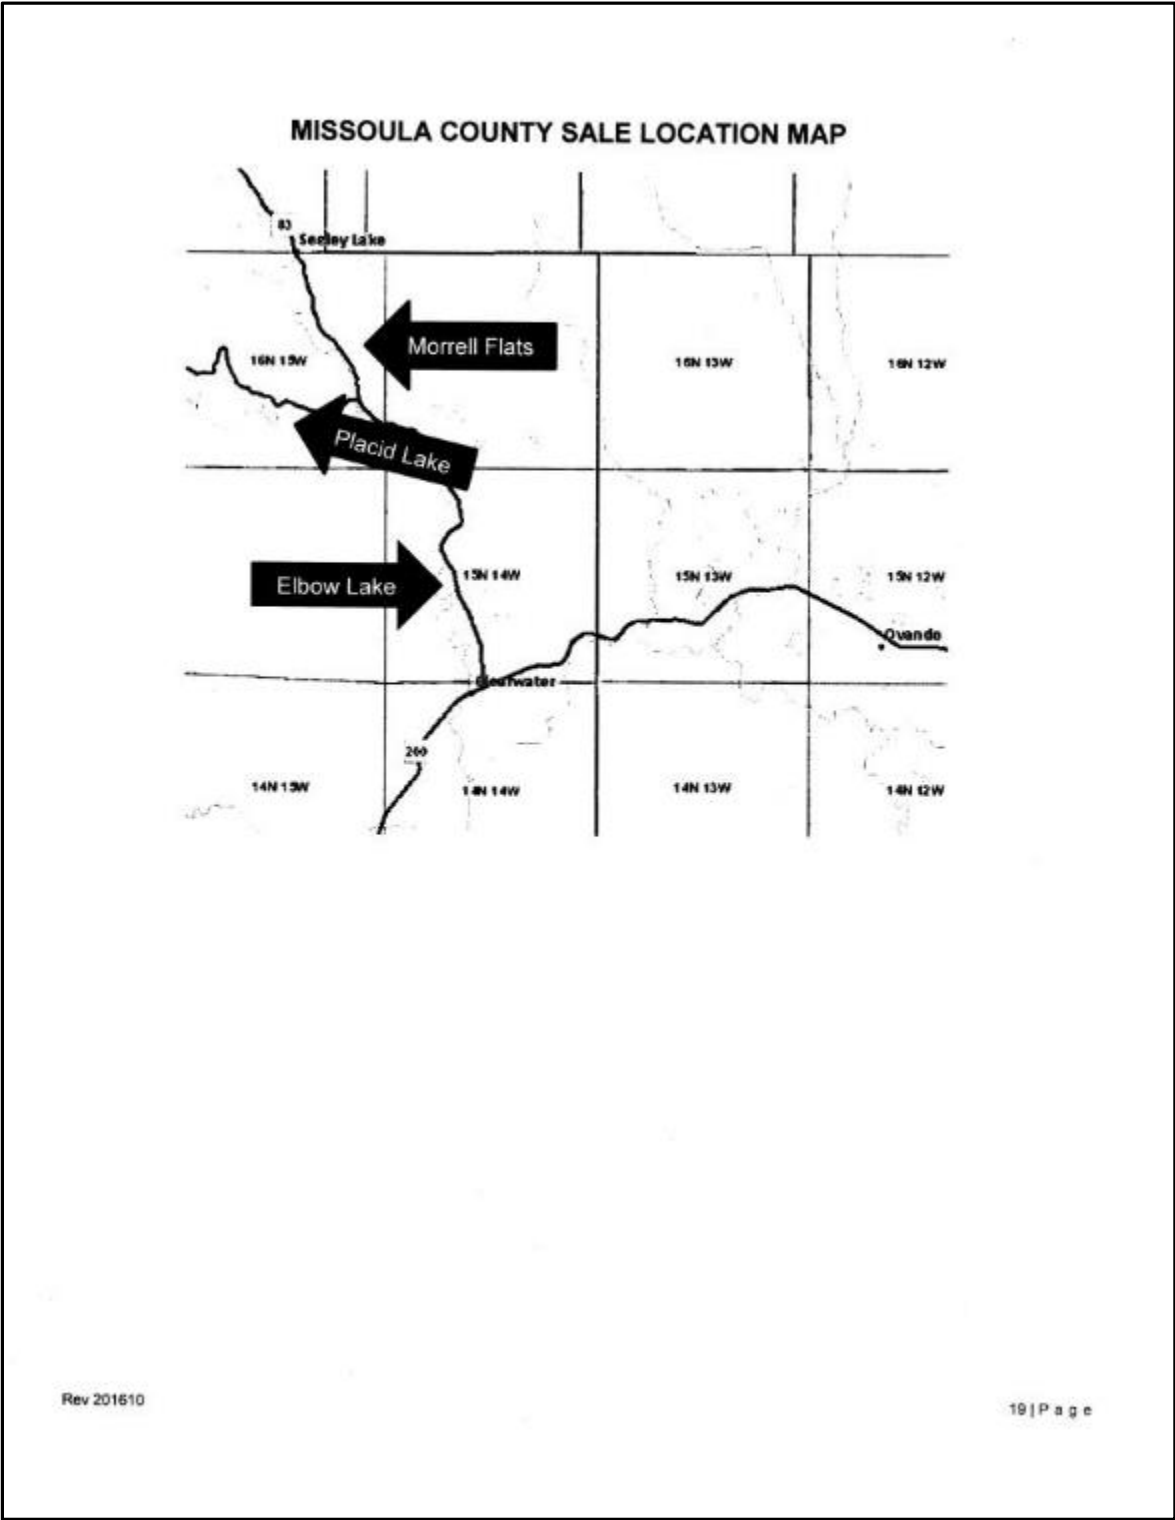 MISSOULA COUNTY SALE LOCATION MAP
83
Seeley Lake
Morrell Flats
16N 15W
16N 13W
16N 12W
Placid Lake
15N 14W
15N 13W
15N 12W
Elbow Lake
Ovando
Clearwater
200
14N 15W
14N 14W
14N 13W
14N 12W
Rev 201610
19 | P a g e